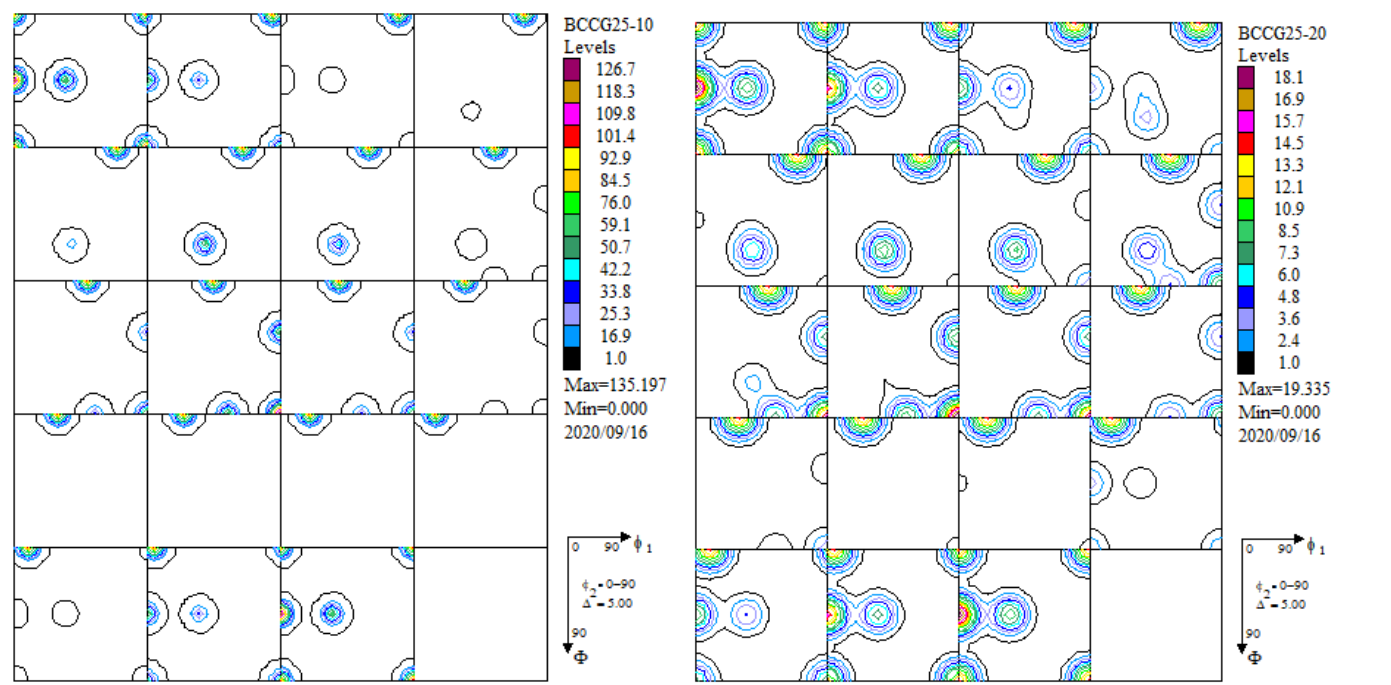 BCCG25-10
Levels
126.7
118.3
109.8
101.4
92.9
84.5
76.0
59.1
50.7
42.2
33.8
25.3
16.9
1.0
Max=135.197
Min=0.000
2020/09/16
0 90 ϕ1
ϕ2=0-90
Δ=5.00
90
Φ
BCCG25-20
Levels
18.1
16.9
15.7
14.5
13.3
12.1
10.9
8.5
7.3
6.0
4.8
3.6
2.4
1.0
Max=19.335
Min=0.000
2020/09/16
0 90 ϕ1
ϕ2=0-90
Δ=5.00
90
Φ